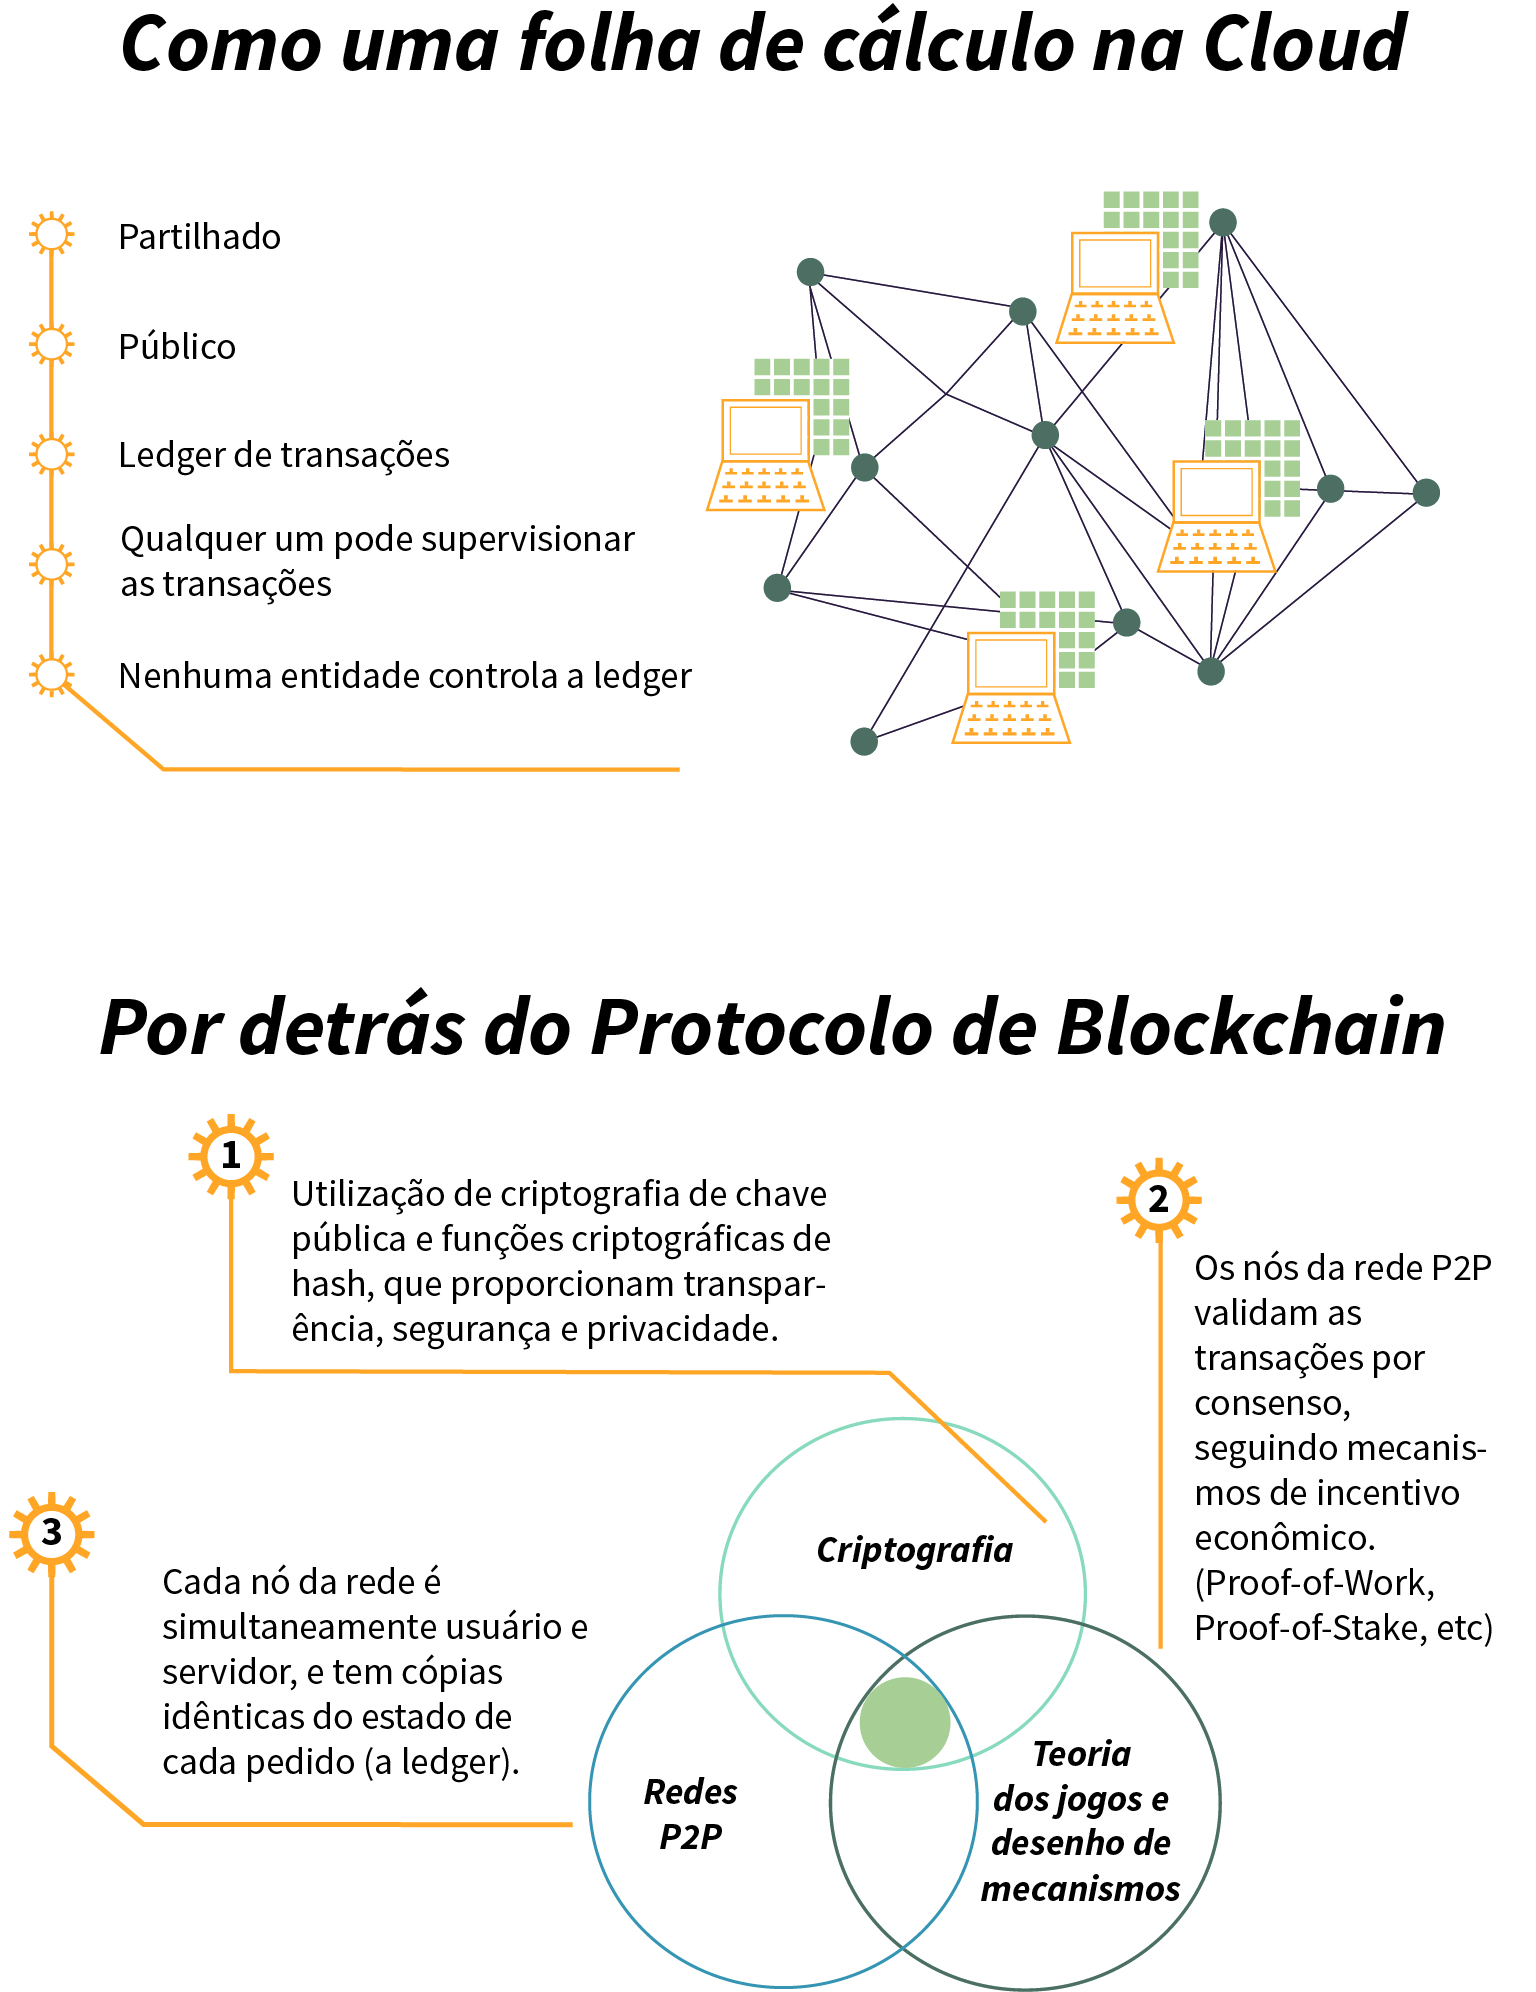 Como uma folha de cálculo na Cloud
Partilhado
Público
Ledger de transações
Qualquer um pode supervisionar
as transações
Nenhuma entidade controla a ledger
Por detrás do Protocolo de Blockchain
1
Utilização de criptografia de chave
pública e funções criptográficas de
hash, que proporcionam transpar-
ência, segurança e privacidade.
2
Os nós da rede P2P
validam as
transações por
consenso,
seguindo mecanis-
mos de incentivo
econômico.
(Proof-of-Work,
Proof-of-Stake, etc)
3
Cada nó da rede é
simultaneamente usuário e
servidor, e tem cópias
idênticas do estado de
cada pedido (a ledger).
Criptografia
Redes
P2P
Teoria
dos jogos e
desenho de
mecanismos